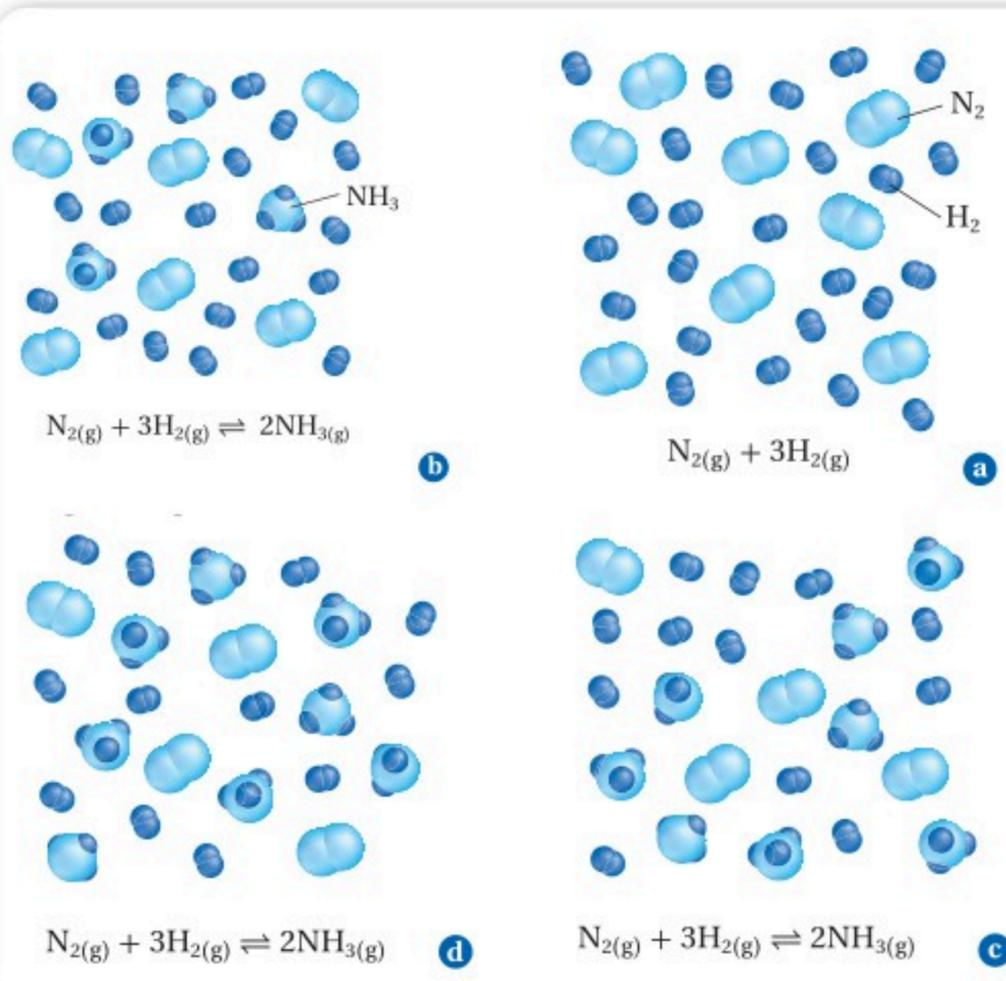 NH₃
N₂₍g₎ + 3H₂₍g₎ ⇌ 2NH₃₍g₎
b
N₂
H₂
N₂₍g₎ + 3H₂₍g₎
a
N₂₍g₎ + 3H₂₍g₎ ⇌ 2NH₃₍g₎
d
N₂₍g₎ + 3H₂₍g₎ ⇌ 2NH₃₍g₎
c